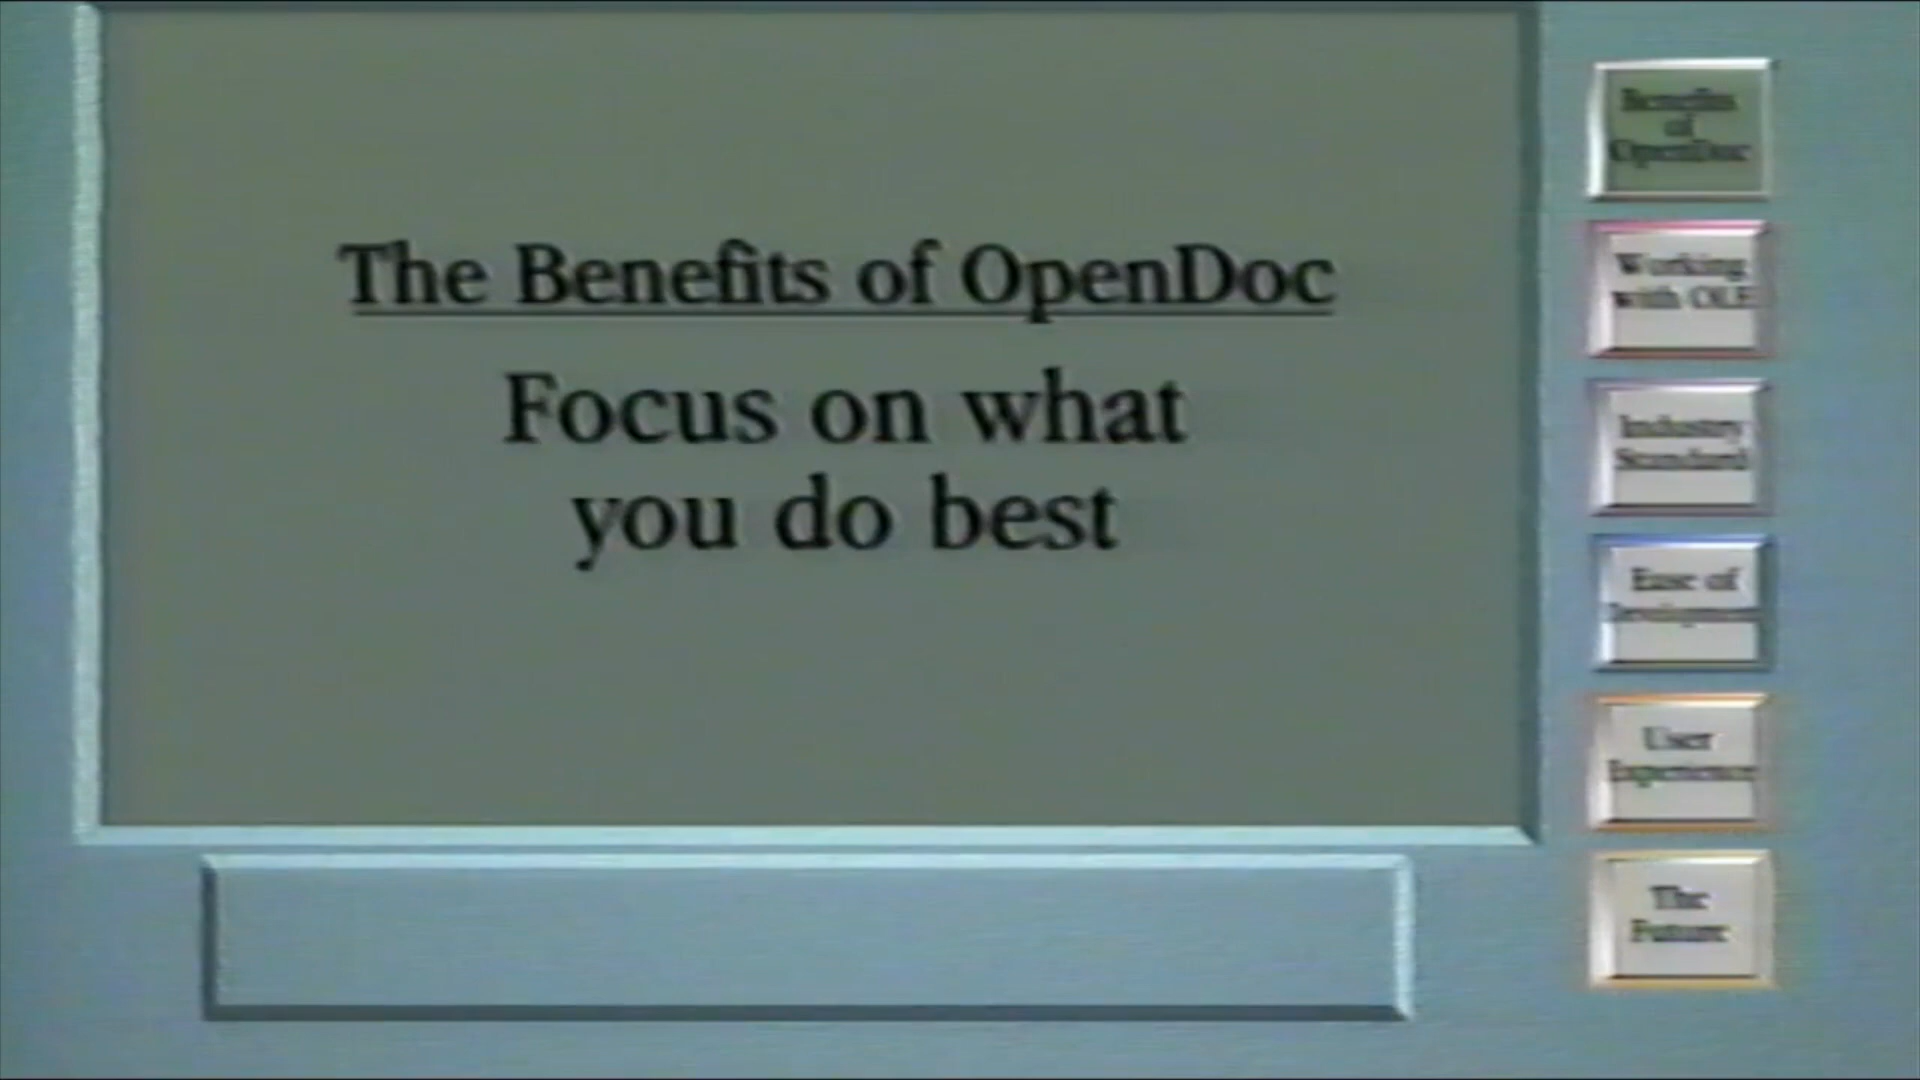 The Benefits of OpenDoc
Focus on what
you do best
Benefits
of
OpenDoc
Working
with OLE
Industry
Standard
Ease of
User
Experience
The
Future